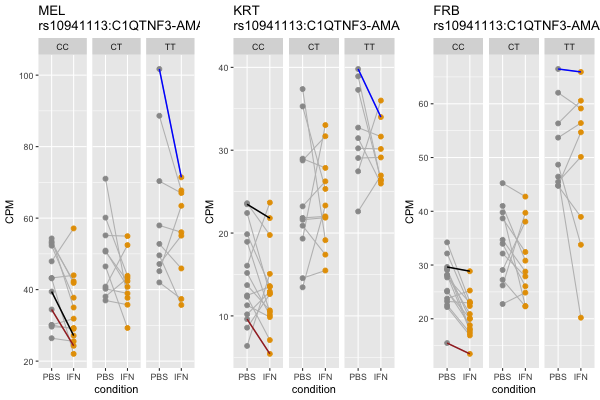 MEL
rs10941113:C1QTNF3-AMA
CC CT TT
100
80
60
40
20
CPM
PBS IFN PBS IFN PBS IFN
condition
KRT
rs10941113:C1QTNF3-AMA
CC CT TT
40
30
20
10
CPM
PBS IFN PBS IFN PBS IFN
condition
FRB
rs10941113:C1QTNF3-AMA
CC CT TT
60
50
40
30
20
CPM
PBS IFN PBS IFN PBS IFN
condition